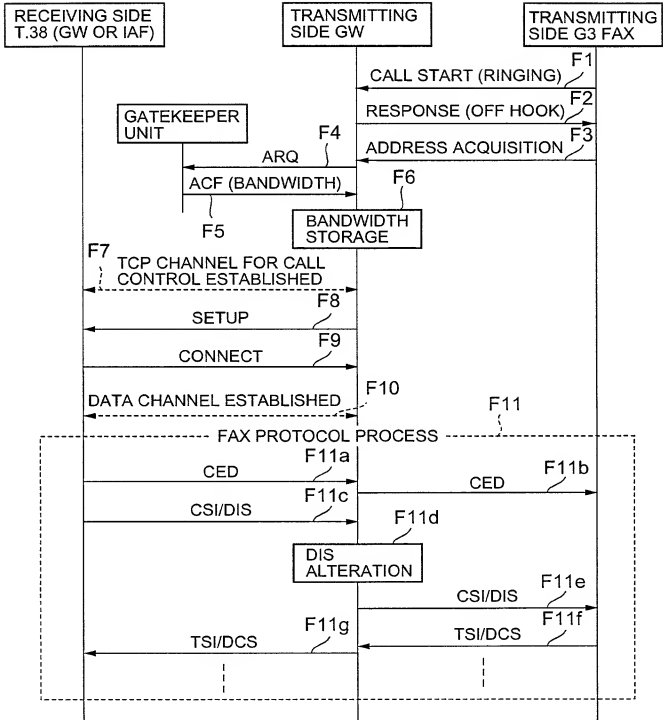 RECEIVING SIDE
T.38 (GW OR IAF)
TRANSMITTING
SIDE GW
TRANSMITTING
SIDE G3 FAX
F1
CALL START (RINGING)
F2
RESPONSE (OFF HOOK)
GATEKEEPER
UNIT
F3
ADDRESS ACQUISITION
F4
ARQ
ACF (BANDWIDTH)
F5
F6
BANDWIDTH
STORAGE
F7
TCP CHANNEL FOR CALL
CONTROL ESTABLISHED
F8
SETUP
F9
CONNECT
F10
DATA CHANNEL ESTABLISHED
F11
FAX PROTOCOL PROCESS
F11a
CED
F11b
CED
F11c
CSI/DIS
F11d
DIS
ALTERATION
F11e
CSI/DIS
F11f
TSI/DCS
F11g
TSI/DCS